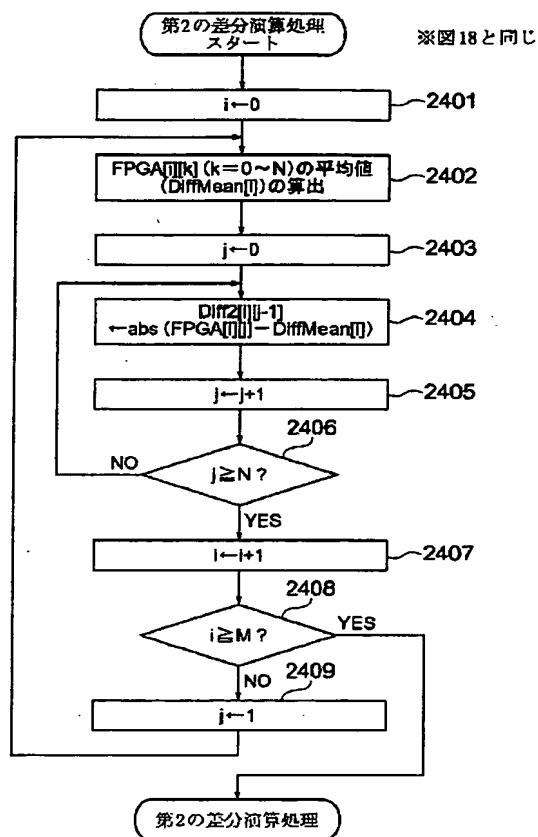 第2の差分演算処理
スタート
※図18と同じ
i←0
2401
FPGA[i][k] (k=0~N)の平均値
(DiffMean[i])の算出
2402
j←0
2403
Diff2[i][j-1]
←abs (FPGA[i][j]-DiffMean[i])
2404
j←j+1
2405
2406
NO
j≧N?
YES
i←i+1
2407
2408
YES
i≧M?
NO
2409
j←1
第2の差分演算処理